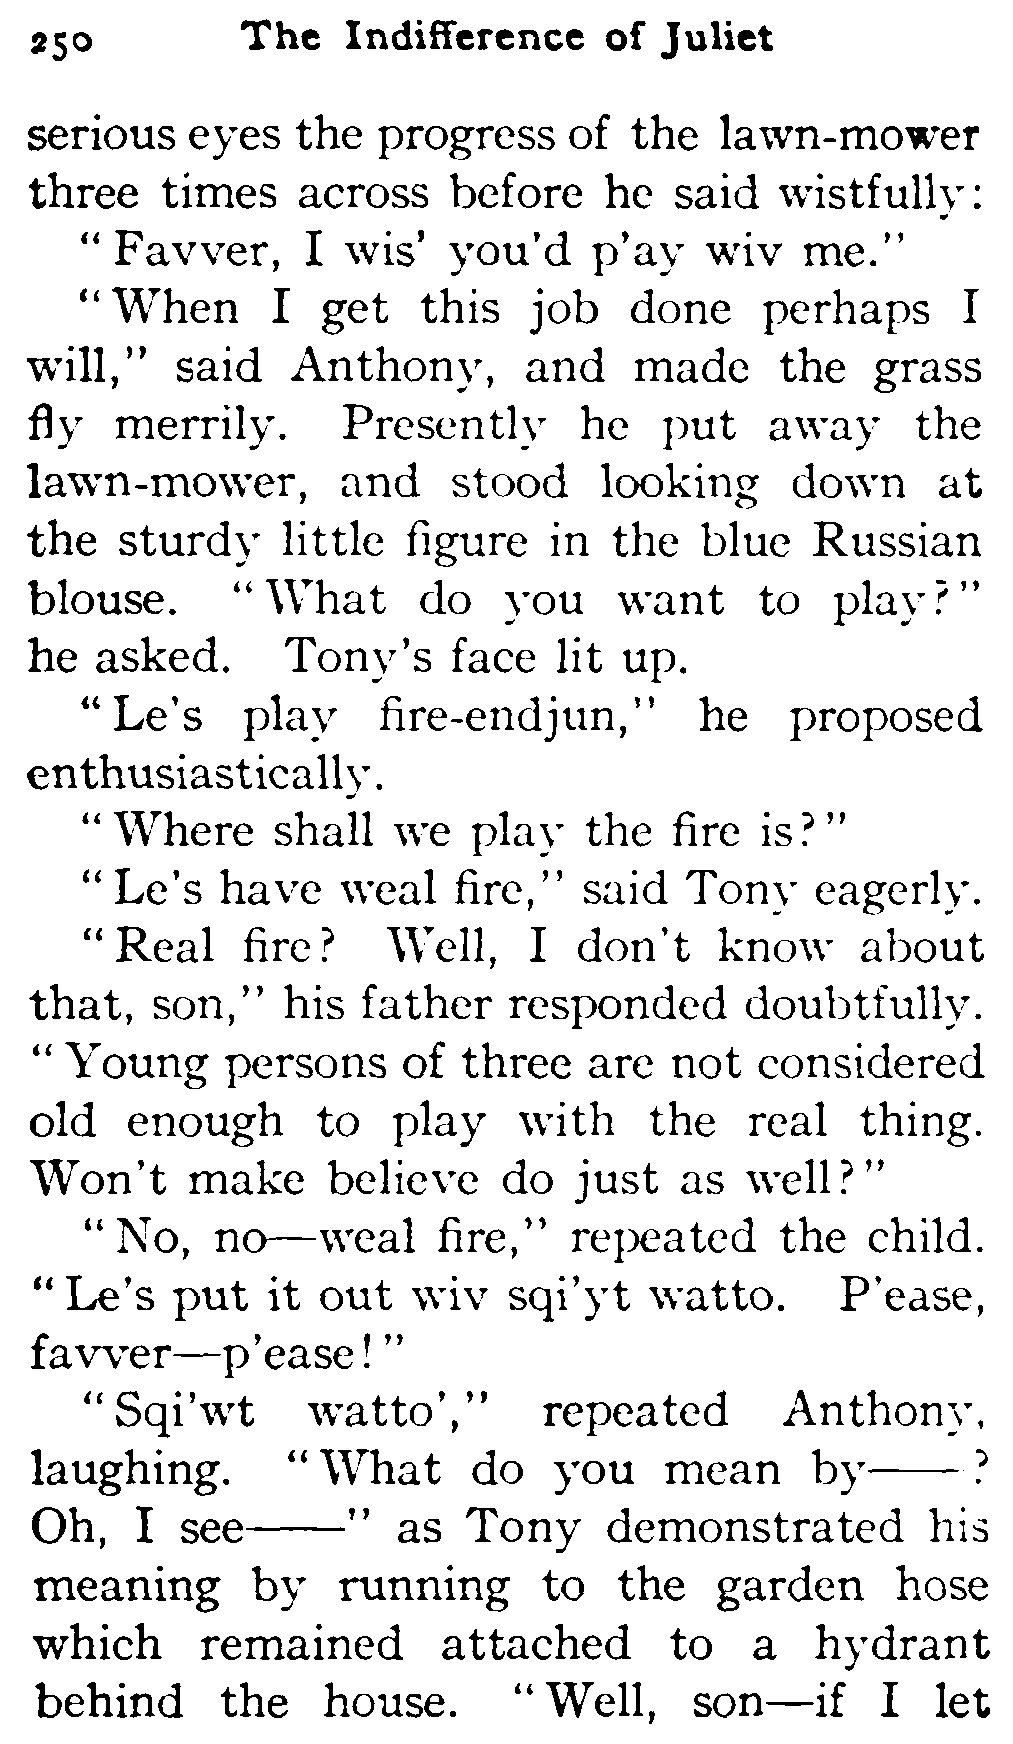 250 The Indifference of Juliet
serious eyes the progress of the lawn-mower
three times across before he said wistfully:
"Favver, I wis' you'd p'ay wiv me."
"When I get this job done perhaps I
will," said Anthony, and made the grass
fly merrily. Presently he put away the
lawn-mower, and stood looking down at
the sturdy little figure in the blue Russian
blouse. "What do you want to play?"
he asked. Tony's face lit up.
"Le's play fire-endjun," he proposed
enthusiastically.
"Where shall we play the fire is?"
"Le's have weal fire," said Tony eagerly.
"Real fire? Well, I don't know about
that, son," his father responded doubtfully.
"Young persons of three are not considered
old enough to play with the real thing.
Won't make believe do just as well?"
"No, no—weal fire," repeated the child.
"Le's put it out wiv sqi'yt watto. P'ease,
favver—p'ease!"
"Sqi'wt watto'," repeated Anthony,
laughing. "What do you mean by——?
Oh, I see——" as Tony demonstrated his
meaning by running to the garden hose
which remained attached to a hydrant
behind the house. "Well, son—if I let